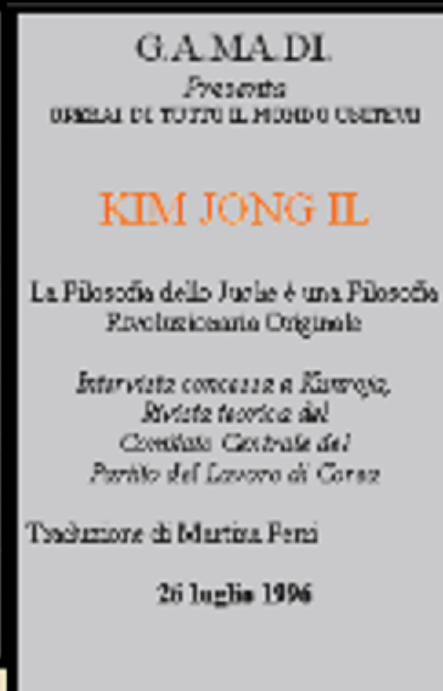 G.A.MA.DI.
Presenta
OPERAI DI TUTTO IL MONDO UNITEVI!
KIM JONG IL
La Filosofia dello Juche è una Filosofia
Rivoluzionaria Originale
Intervista concessa a Kunroja,
Rivista teorica del
Comitato Centrale del
Partito del Lavoro di Corea
Traduzione di Martina
26 luglio 1996